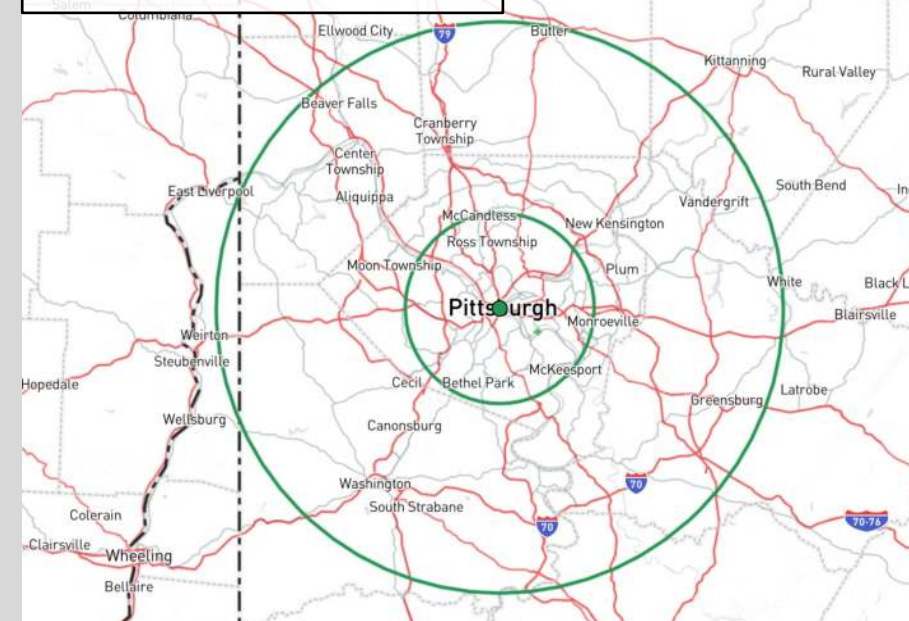 Salem
Columbiana
Ellwood City
79
Butler
Kittanning
Rural Valley
Beaver Falls
Cranberry
Township
Center
Township
East Liverpool
Aliquippa
South Bend
Vandergrift
McCandless
New Kensington
Ross Township
Moon Township
Plum
White
Pittsburgh
Monroeville
Blairsville
Weirton
Steubenville
McKeesport
Hopedale
Cecil
Bethel Park
Latrobe
Greensburg
Wellsburg
Canonsburg
Washington
70
South Strabane
Colerain
70
70-76
Clairsville
Wheeling
Bellaire